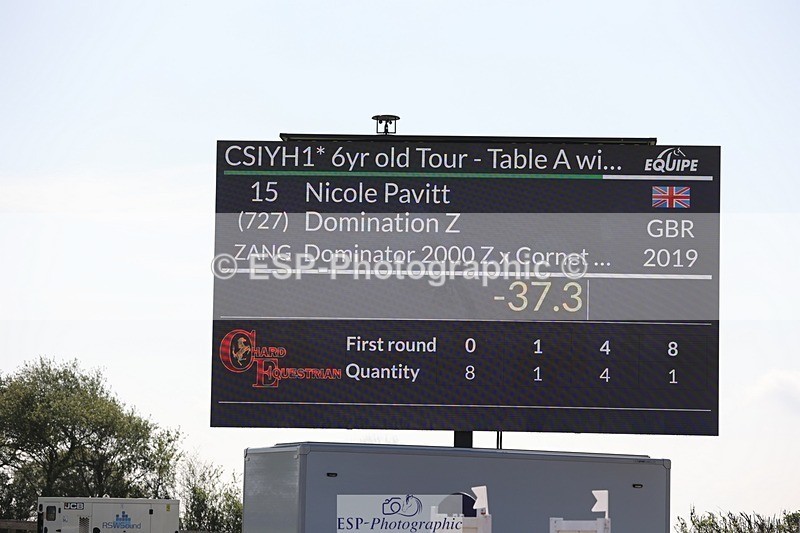 CSIYH1* 6yr old Tour - Table A wi...
EQUIPE
15 Nicole Pavitt
(727) Domination Z GBR
ZANG Dominator 2000 Z x Cornet ... 2019
© ESP-Photographic ©
-37.3
CHARD
EQUESTRIAN
First round 0 1 4 8
Quantity 8 1 4 1
JCB
ESP-Photographic